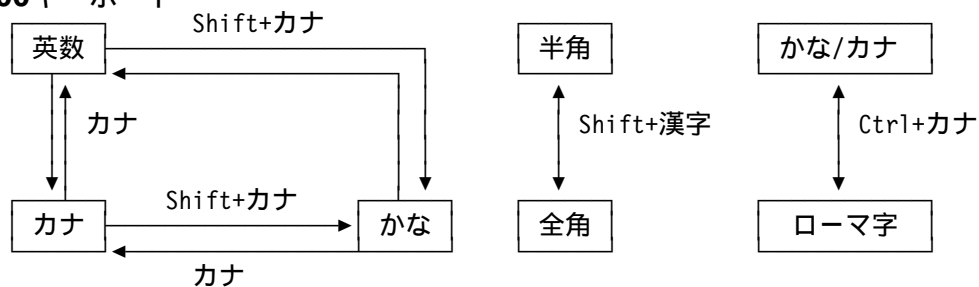 Shift+カナ
英数
半角
かな/カナ
カナ
Shift+漢字
Ctrl+カナ
Shift+カナ
カナ
かな
全角
ローマ字
カナ